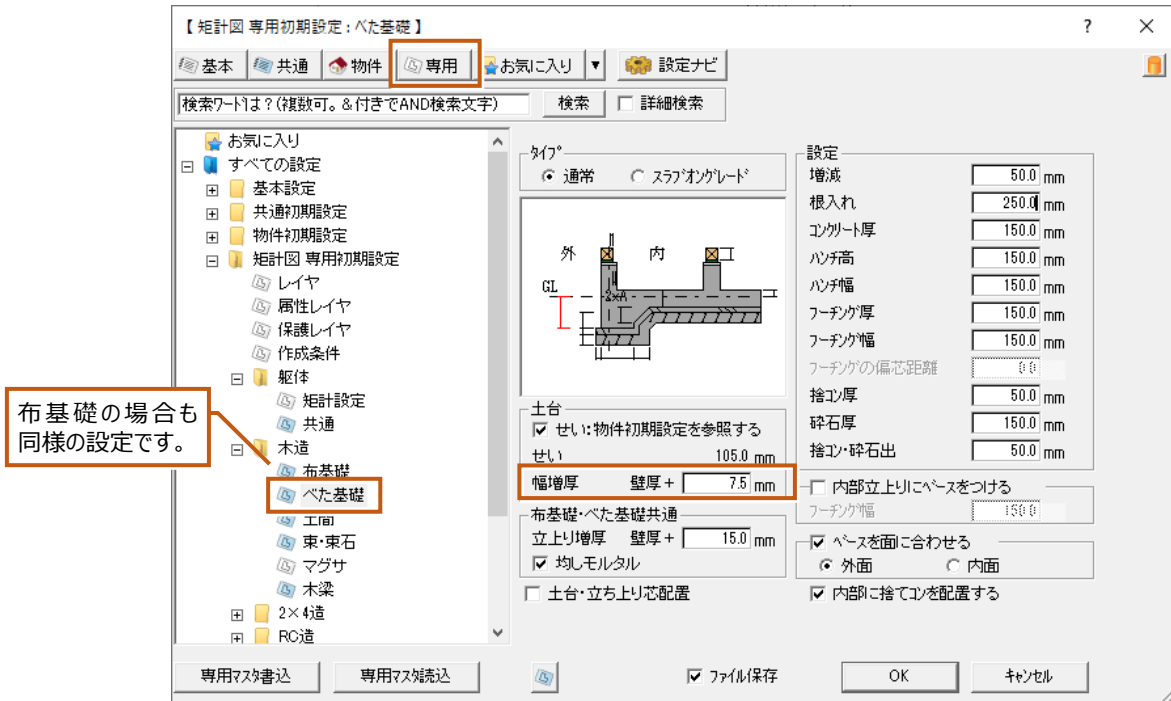 【 矩計図 専用初期設定 : べた基礎 】
?
基本
共通
物件
専用
お気に入り
設定ナビ
検索ワードは？(複数可。&付きでAND検索文字)
検索
詳細検索
お気に入り
すべての設定
基本設定
共通初期設定
物件初期設定
矩計図 専用初期設定
レイヤ
属性レイヤ
保護レイヤ
作成条件
躯体
矩計設定
共通
木造
布基礎
べた基礎
土間
束・束石
マグサ
木梁
2×4造
RC造
布基礎の場合も
同様の設定です。
タイプ
通常
スラブオングレード
外
内
GL
2×A
土台
せい:物件初期設定を参照する
せい 105.0 mm
幅増厚 壁厚+ 7.5 mm
布基礎・べた基礎共通
立上り増厚 壁厚+ 15.0 mm
均しモルタル
土台・立ち上り芯配置
設定
増減 50.0 mm
根入れ 250.0 mm
コンクリート厚 150.0 mm
ハンチ高 150.0 mm
ハンチ幅 150.0 mm
フーチング厚 150.0 mm
フーチング幅 150.0 mm
フーチングの偏芯距離 0.0
捨コン厚 50.0 mm
砕石厚 150.0 mm
捨コン・砕石出 50.0 mm
内部立上りにベースをつける
フーチング幅 150.0
ベースを面に合わせる
外面
内面
内部に捨てコンを配置する
専用マスタ書込
専用マスタ読込
ファイル保存
OK
キャンセル